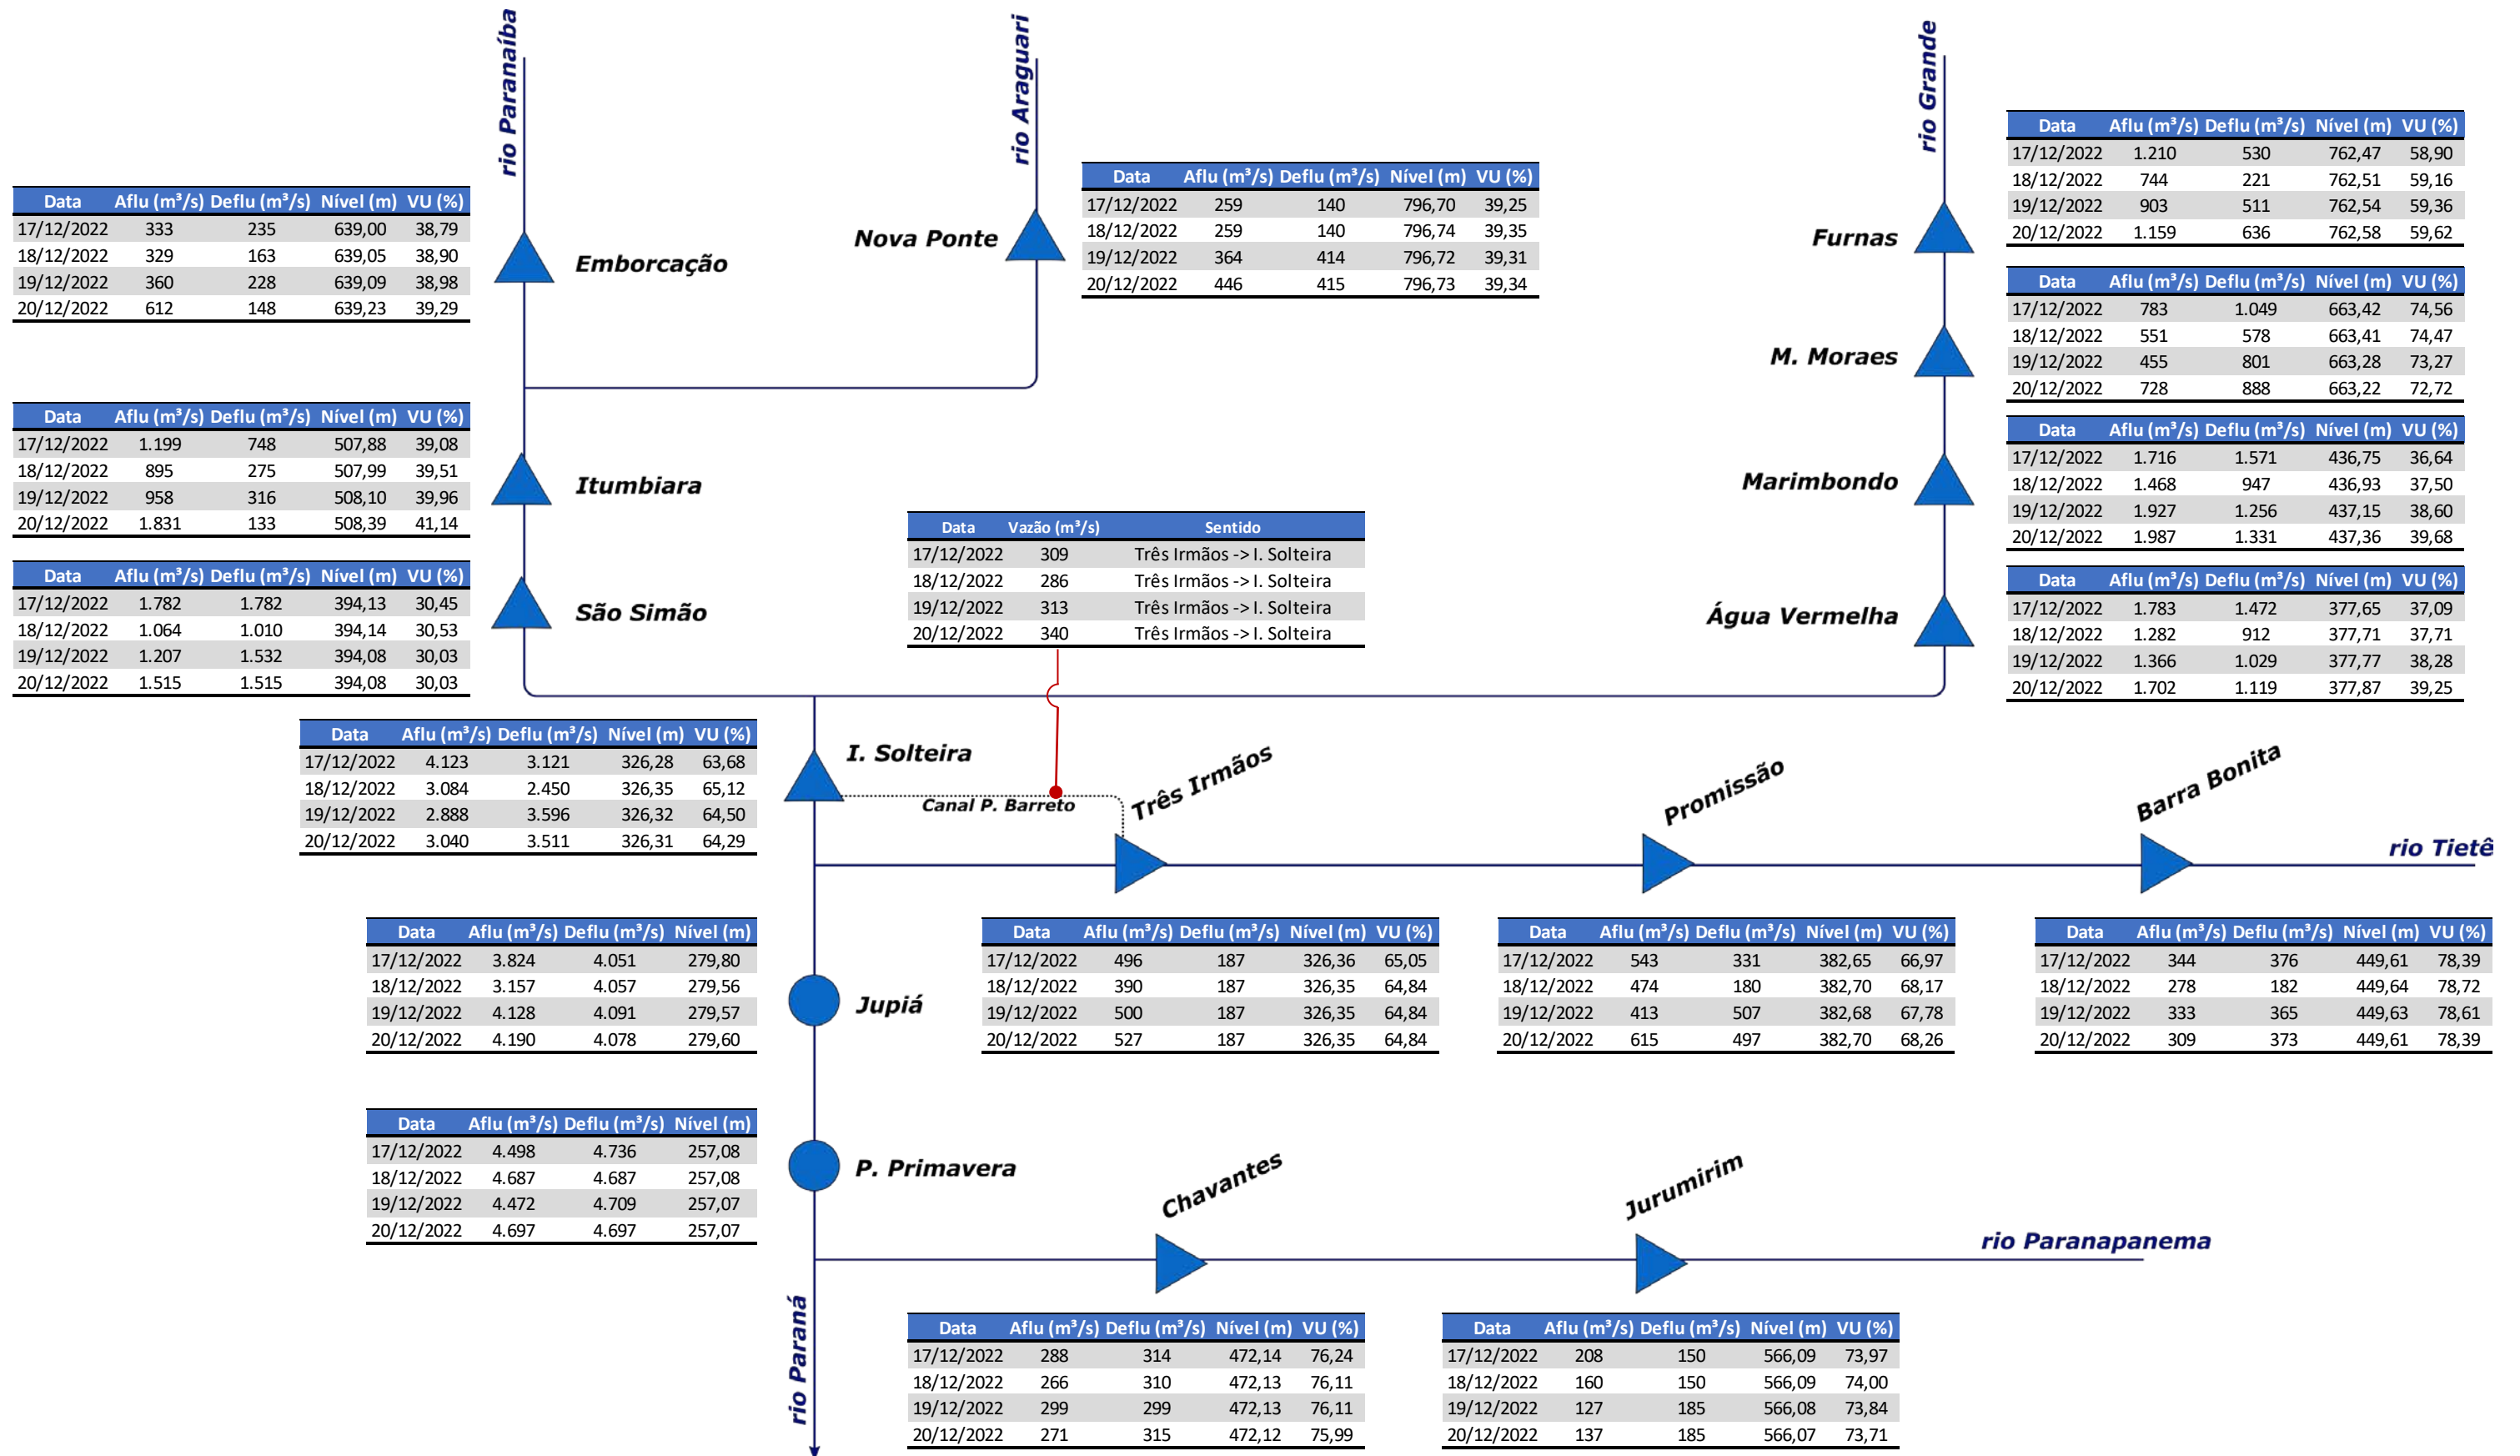 rio Paranaíba
rio Araguari
rio Grande
Data Aflu (m³/s) Deflu (m³/s) Nível (m) VU (%)
17/12/2022 333 235 639,00 38,79
18/12/2022 329 163 639,05 38,90
19/12/2022 360 228 639,09 38,98
20/12/2022 612 148 639,23 39,29
Emborcação
Nova Ponte
Data Aflu (m³/s) Deflu (m³/s) Nível (m) VU (%)
17/12/2022 259 140 796,70 39,25
18/12/2022 259 140 796,74 39,35
19/12/2022 364 414 796,72 39,31
20/12/2022 446 415 796,73 39,34
Furnas
Data Aflu (m³/s) Deflu (m³/s) Nível (m) VU (%)
17/12/2022 1.210 530 762,47 58,90
18/12/2022 744 221 762,51 59,16
19/12/2022 903 511 762,54 59,36
20/12/2022 1.159 636 762,58 59,62
M. Moraes
Data Aflu (m³/s) Deflu (m³/s) Nível (m) VU (%)
17/12/2022 783 1.049 663,42 74,56
18/12/2022 551 578 663,41 74,47
19/12/2022 455 801 663,28 73,27
20/12/2022 728 888 663,22 72,72
Data Aflu (m³/s) Deflu (m³/s) Nível (m) VU (%)
17/12/2022 1.199 748 507,88 39,08
18/12/2022 895 275 507,99 39,51
19/12/2022 958 316 508,10 39,96
20/12/2022 1.831 133 508,39 41,14
Itumbiara
Marimbondo
Data Aflu (m³/s) Deflu (m³/s) Nível (m) VU (%)
17/12/2022 1.716 1.571 436,75 36,64
18/12/2022 1.468 947 436,93 37,50
19/12/2022 1.927 1.256 437,15 38,60
20/12/2022 1.987 1.331 437,36 39,68
Data Aflu (m³/s) Deflu (m³/s) Nível (m) VU (%)
17/12/2022 1.782 1.782 394,13 30,45
18/12/2022 1.064 1.010 394,14 30,53
19/12/2022 1.207 1.532 394,08 30,03
20/12/2022 1.515 1.515 394,08 30,03
São Simão
Data Vazão (m³/s) Sentido
17/12/2022 309 Três Irmãos -> I. Solteira
18/12/2022 286 Três Irmãos -> I. Solteira
19/12/2022 313 Três Irmãos -> I. Solteira
20/12/2022 340 Três Irmãos -> I. Solteira
Água Vermelha
Data Aflu (m³/s) Deflu (m³/s) Nível (m) VU (%)
17/12/2022 1.783 1.472 377,65 37,09
18/12/2022 1.282 912 377,71 37,71
19/12/2022 1.366 1.029 377,77 38,28
20/12/2022 1.702 1.119 377,87 39,25
Data Aflu (m³/s) Deflu (m³/s) Nível (m) VU (%)
17/12/2022 4.123 3.121 326,28 63,68
18/12/2022 3.084 2.450 326,35 65,12
19/12/2022 2.888 3.596 326,32 64,50
20/12/2022 3.040 3.511 326,31 64,29
I. Solteira
Canal P. Barreto
Três Irmãos
Promissão
Barra Bonita
rio Tietê
Data Aflu (m³/s) Deflu (m³/s) Nível (m)
17/12/2022 3.824 4.051 279,80
18/12/2022 3.157 4.057 279,56
19/12/2022 4.128 4.091 279,57
20/12/2022 4.190 4.078 279,60
Jupiá
Data Aflu (m³/s) Deflu (m³/s) Nível (m) VU (%)
17/12/2022 496 187 326,36 65,05
18/12/2022 390 187 326,35 64,84
19/12/2022 500 187 326,35 64,84
20/12/2022 527 187 326,35 64,84
Data Aflu (m³/s) Deflu (m³/s) Nível (m) VU (%)
17/12/2022 543 331 382,65 66,97
18/12/2022 474 180 382,70 68,17
19/12/2022 413 507 382,68 67,78
20/12/2022 615 497 382,70 68,26
Data Aflu (m³/s) Deflu (m³/s) Nível (m) VU (%)
17/12/2022 344 376 449,61 78,39
18/12/2022 278 182 449,64 78,72
19/12/2022 333 365 449,63 78,61
20/12/2022 309 373 449,61 78,39
Data Aflu (m³/s) Deflu (m³/s) Nível (m)
17/12/2022 4.498 4.736 257,08
18/12/2022 4.687 4.687 257,08
19/12/2022 4.472 4.709 257,07
20/12/2022 4.697 4.697 257,07
P. Primavera
Chavantes
Jurumirim
rio Paranapanema
rio Paraná
Data Aflu (m³/s) Deflu (m³/s) Nível (m) VU (%)
17/12/2022 288 314 472,14 76,24
18/12/2022 266 310 472,13 76,11
19/12/2022 299 299 472,13 76,11
20/12/2022 271 315 472,12 75,99
Data Aflu (m³/s) Deflu (m³/s) Nível (m) VU (%)
17/12/2022 208 150 566,09 73,97
18/12/2022 160 150 566,09 74,00
19/12/2022 127 185 566,08 73,84
20/12/2022 137 185 566,07 73,71